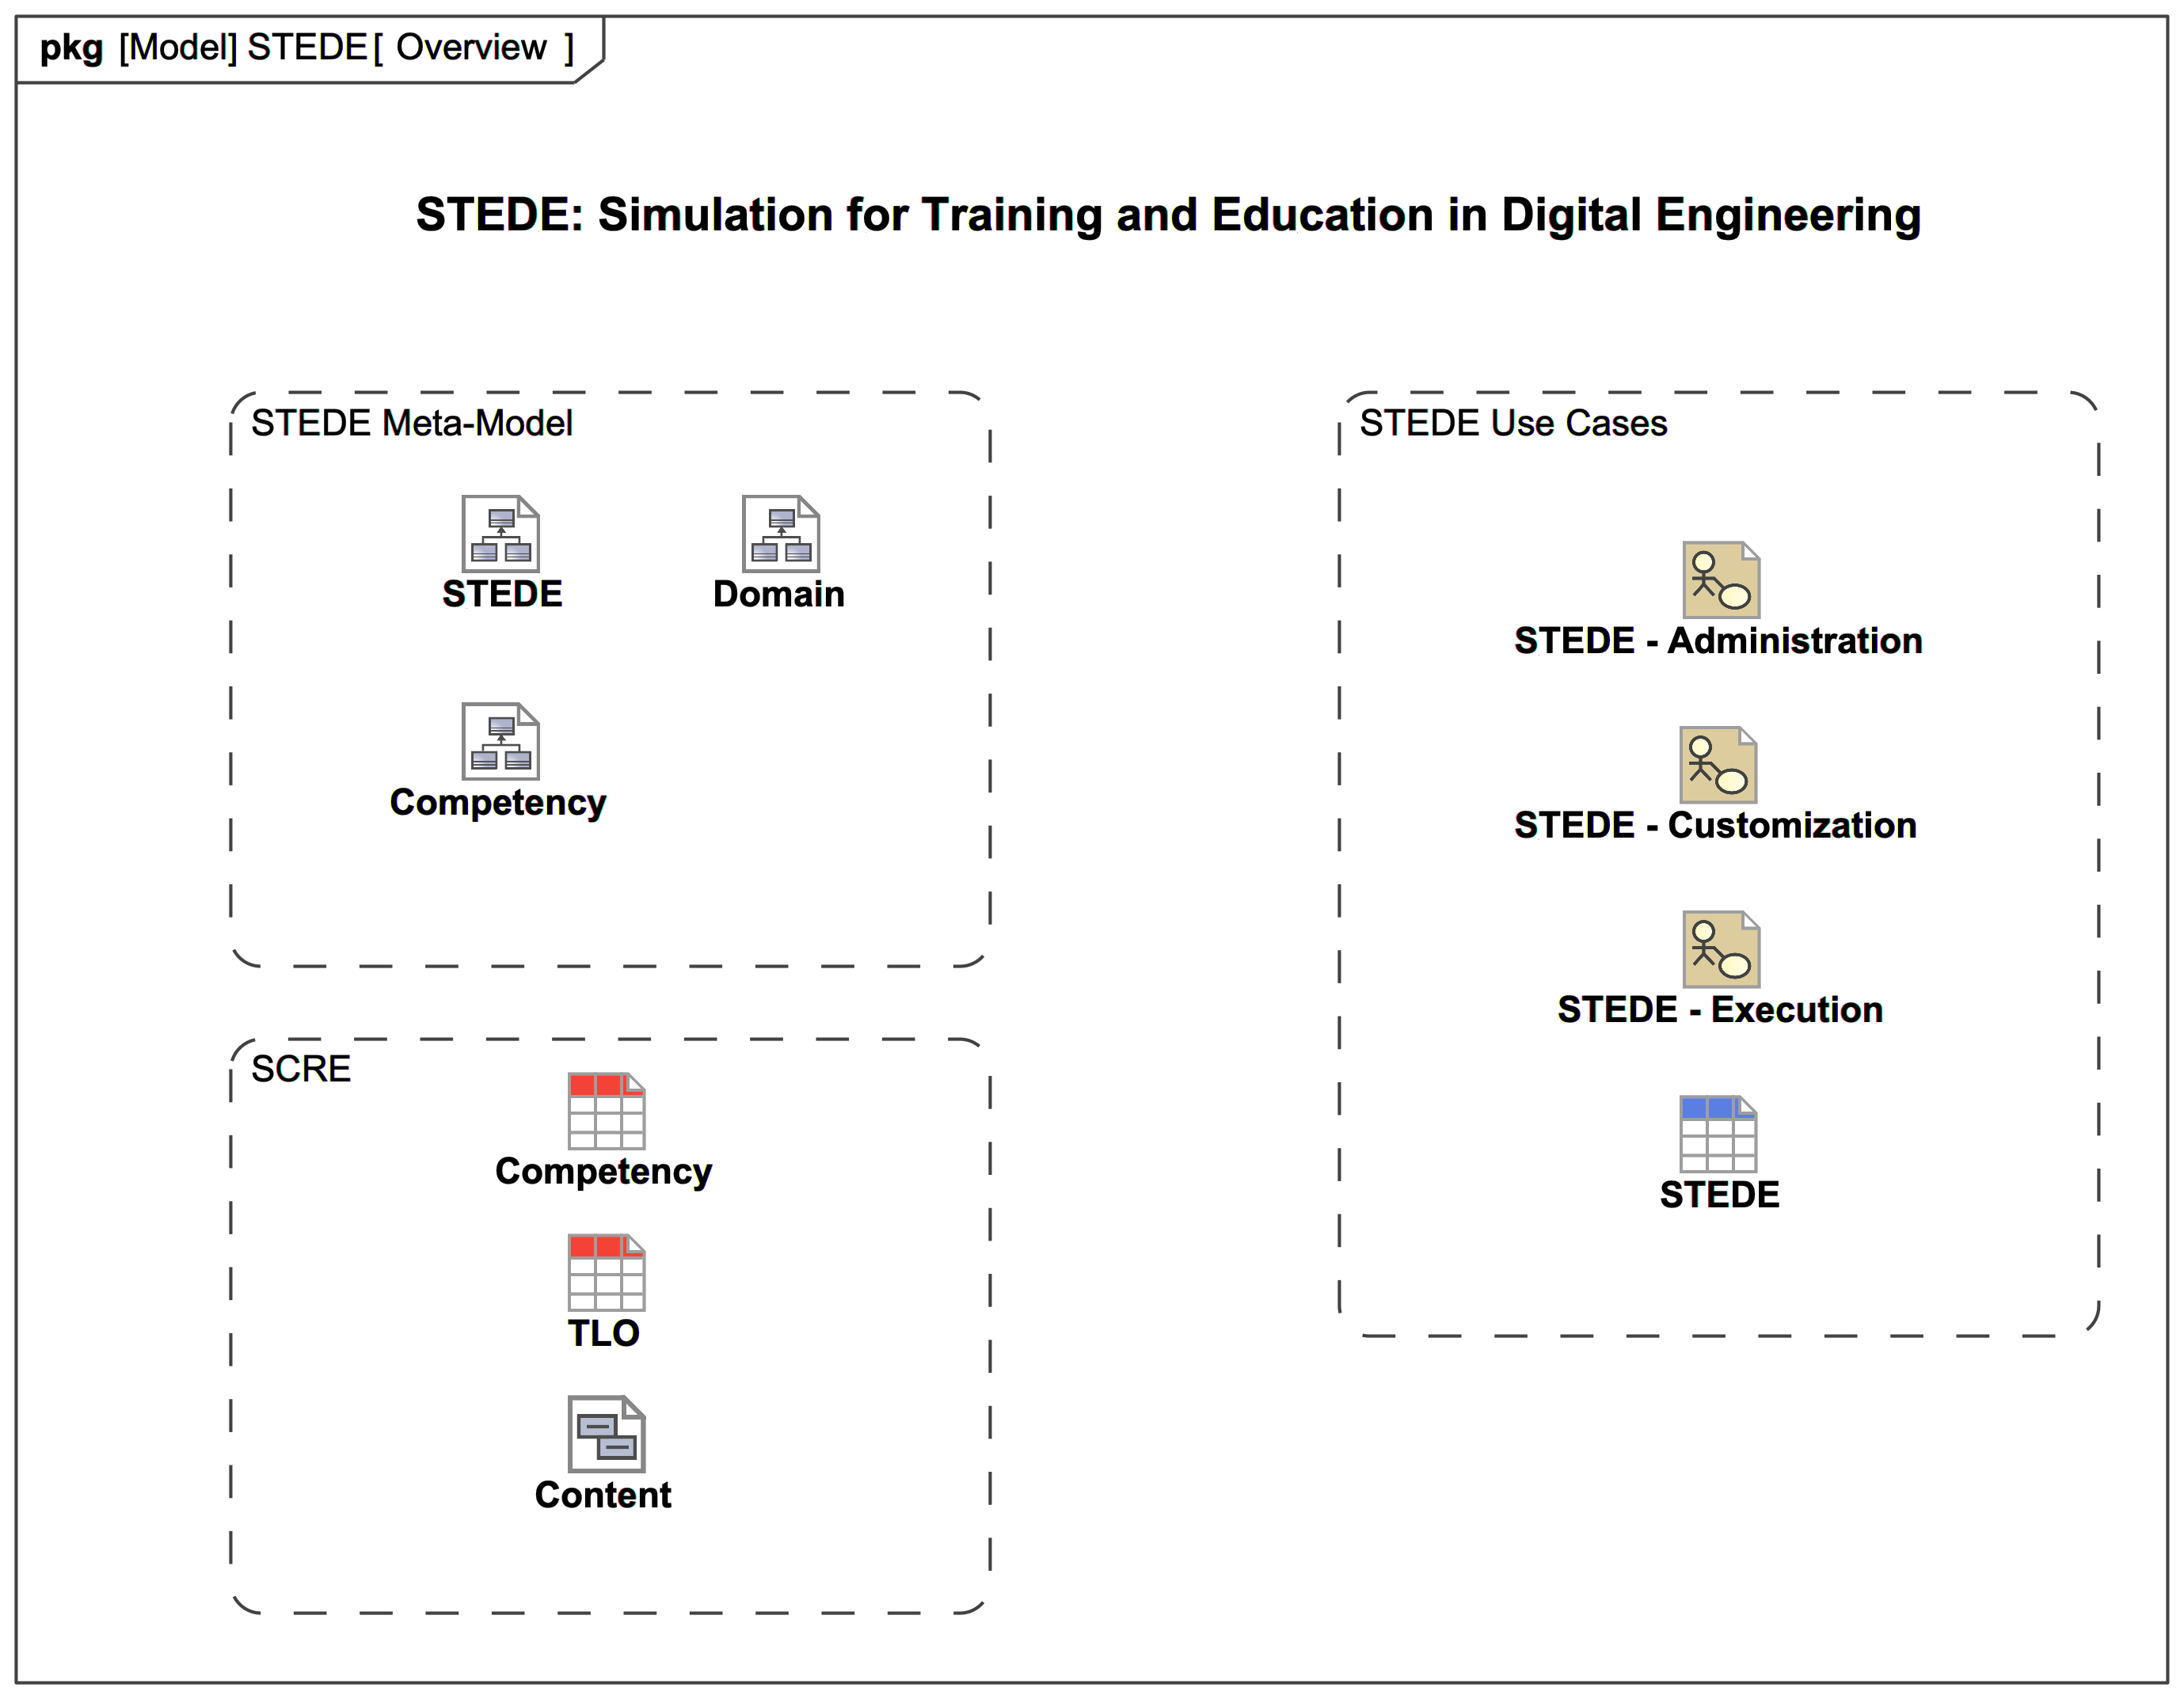 pkg [Model] STEDE [ Overview ]
STEDE: Simulation for Training and Education in Digital Engineering
STEDE Meta-Model
STEDE
Domain
Competency
SCRE
Competency
TLO
Content
STEDE Use Cases
STEDE - Administration
STEDE - Customization
STEDE - Execution
STEDE